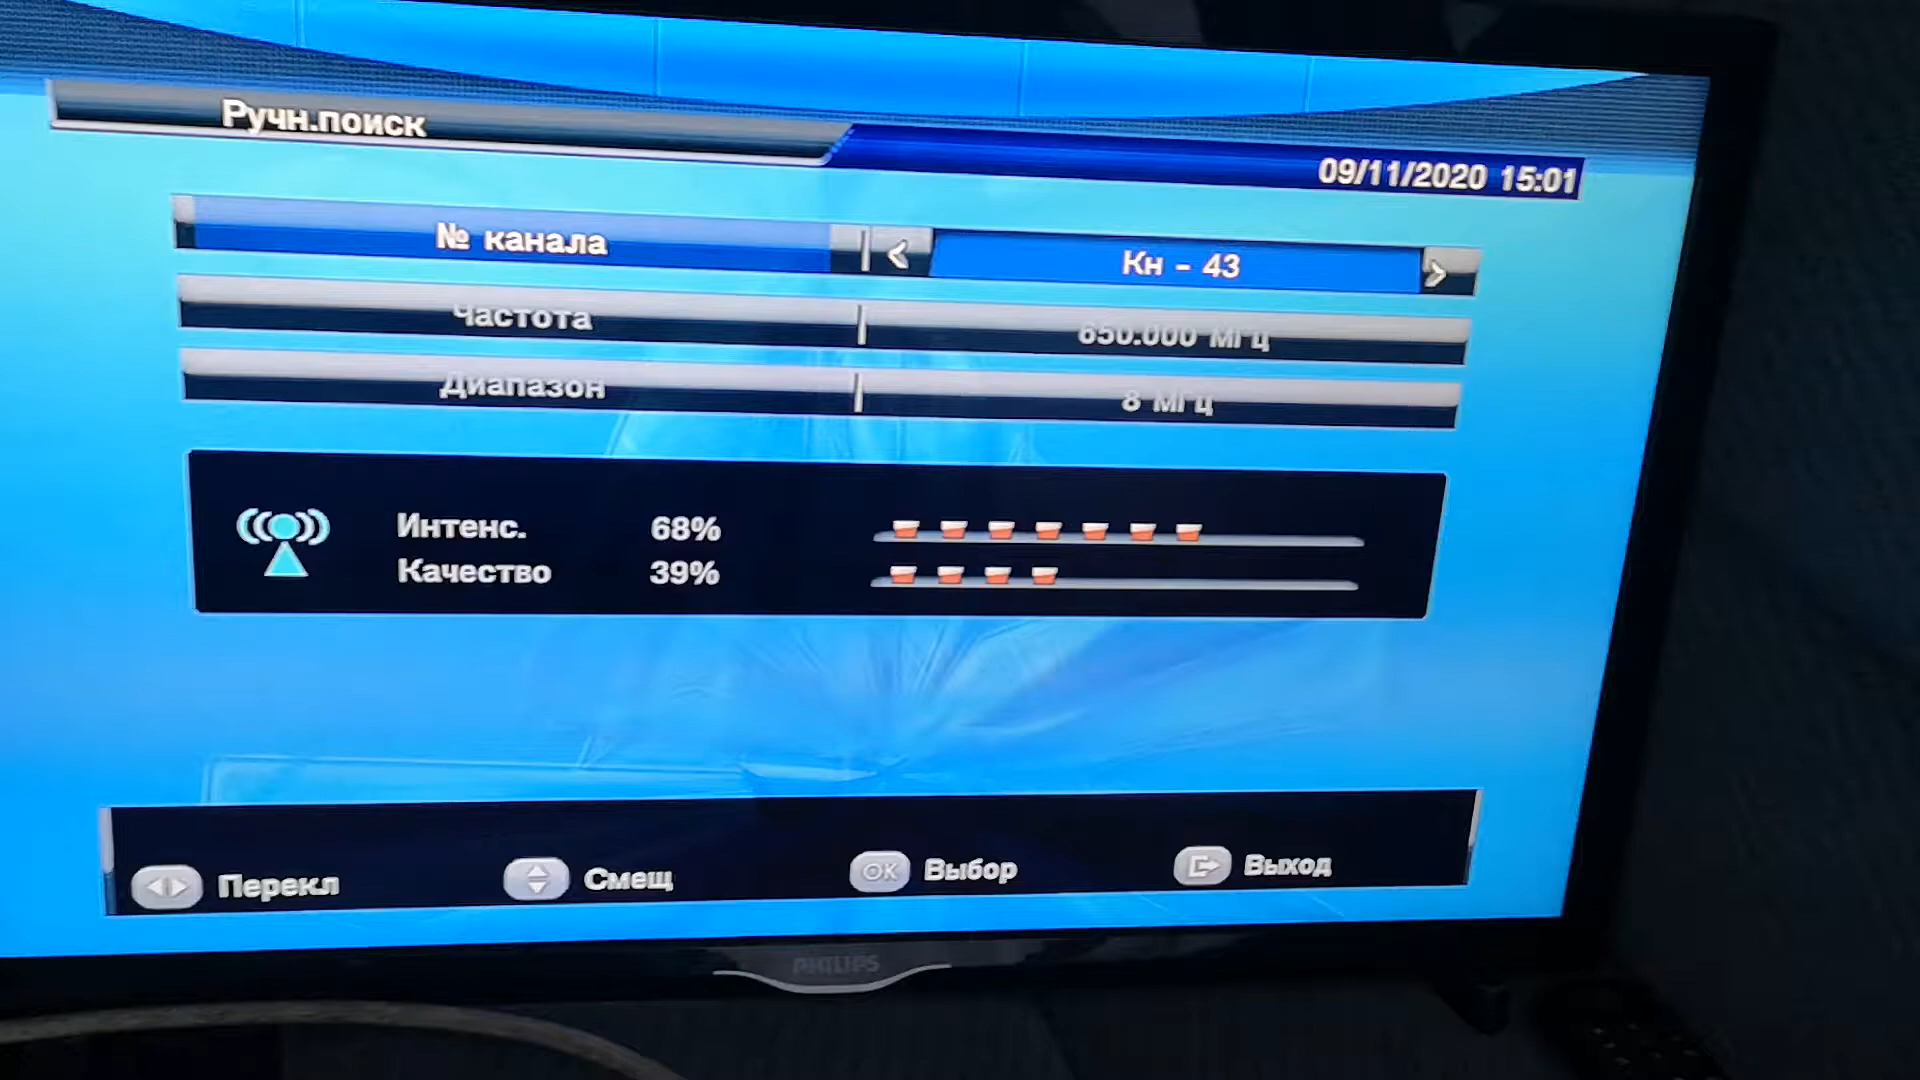 Ручн.поиск
09/11/2020 15:01
№ канала
Кн - 43
Частота
650.000 МГц
Диапазон
8 МГц
Интенс. 68%
Качество 39%
Перекл
Смещ
OK Выбор
Выход
PHILIPS